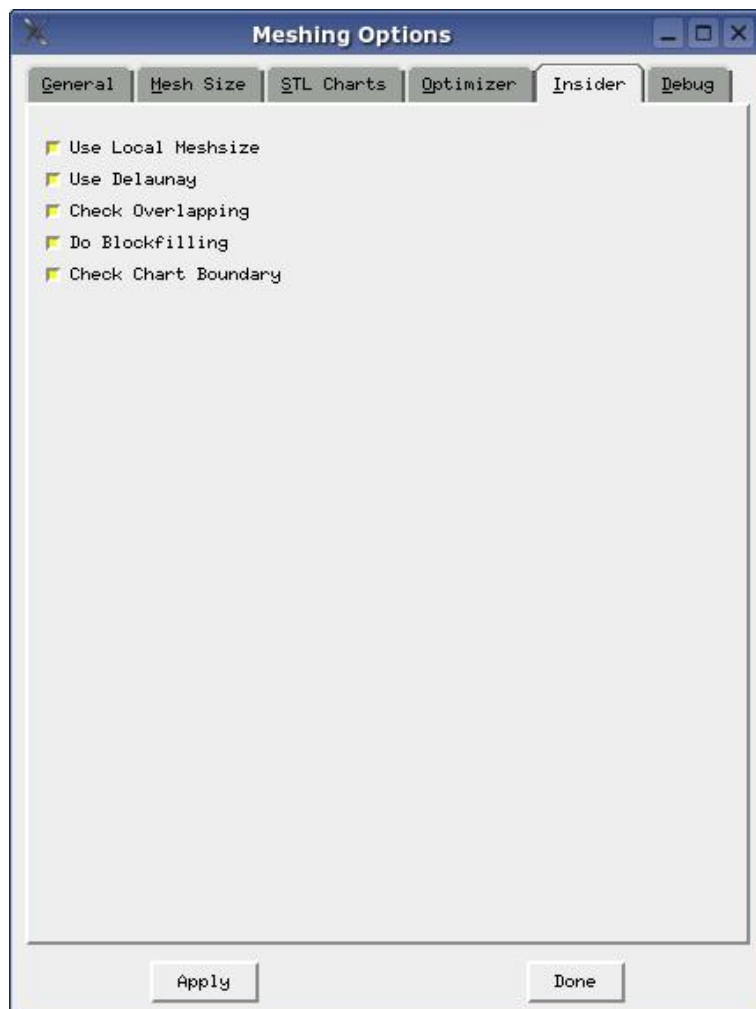 Meshing Options
General Mesh Size STL Charts Optimizer Insider Debug
Use Local Meshsize
Use Delaunay
Check Overlapping
Do Blockfilling
Check Chart Boundary
Apply Done